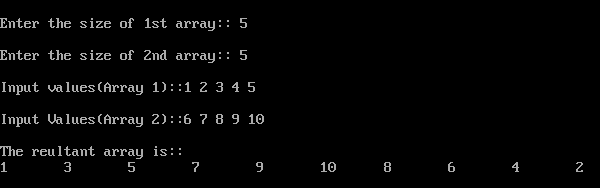 Enter the size of 1st array:: 5
Enter the size of 2nd array:: 5
Input values(Array 1)::1 2 3 4 5
Input Values(Array 2)::6 7 8 9 10
The reultant array is::
1 3 5 7 9 10 8 6 4 2